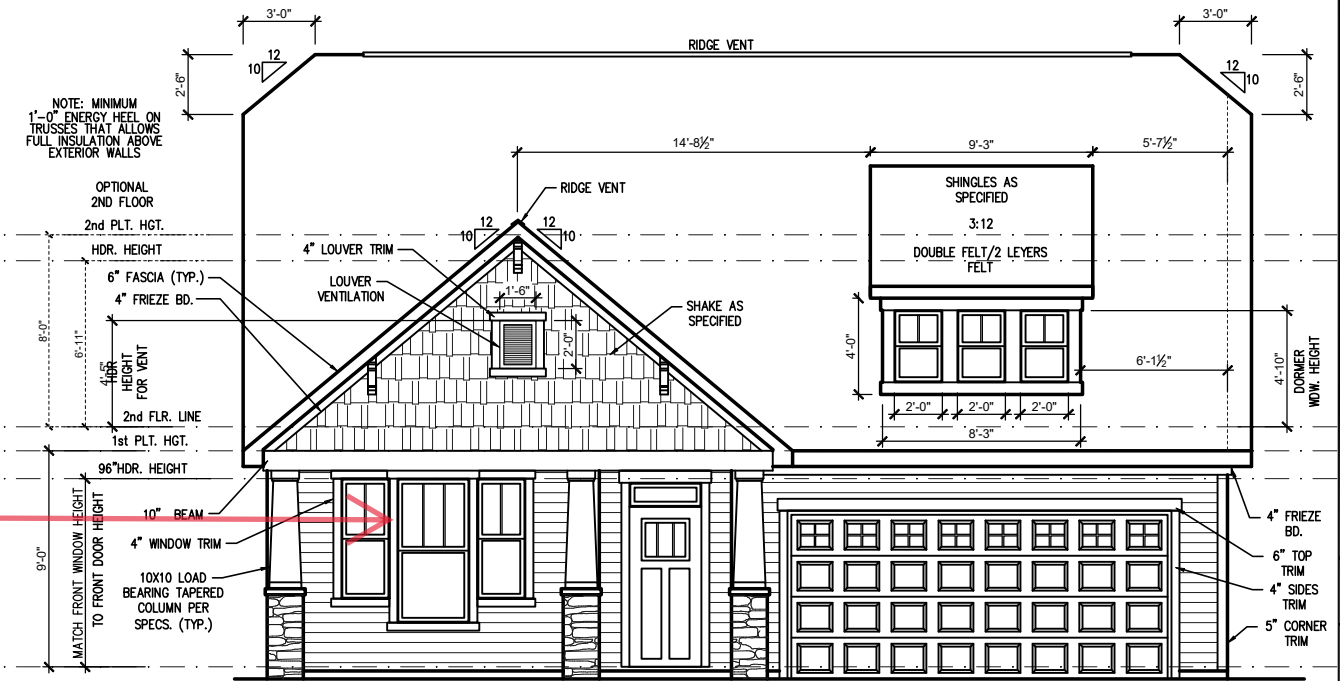 3'-0"
3'-0"
RIDGE VENT
12
10
12
10
2'-6"
2'-6"
NOTE: MINIMUM
1'-0" ENERGY HEEL ON
TRUSSES THAT ALLOWS
FULL INSULATION ABOVE
EXTERIOR WALLS
14'-8½"
9'-3"
5'-7½"
OPTIONAL
2ND FLOOR
2nd PLT. HGT.
HDR. HEIGHT
RIDGE VENT
12
10
12
10
SHINGLES AS
SPECIFIED
3:12
DOUBLE FELT/2 LEYERS
FELT
4" LOUVER TRIM
6" FASCIA (TYP.)
LOUVER
VENTILATION
4" FRIEZE BD.
1'-6"
SHAKE AS
SPECIFIED
2'-0"
8'-0"
6'-11"
4'-5"
HDR
HEIGHT
FOR VENT
4'-0"
6'-1½"
4'-10"
DORMER
WDW. HEIGHT
2'-0"
2'-0"
2'-0"
8'-3"
2nd FLR. LINE
1st PLT. HGT.
96"HDR. HEIGHT
10" BEAM
4" WINDOW TRIM
10X10 LOAD
BEARING TAPERED
COLUMN PER
SPECS. (TYP.)
9'-0"
MATCH FRONT WINDOW HEIGHT
TO FRONT DOOR HEIGHT
4" FRIEZE
BD.
6" TOP
TRIM
4" SIDES
TRIM
5" CORNER
TRIM